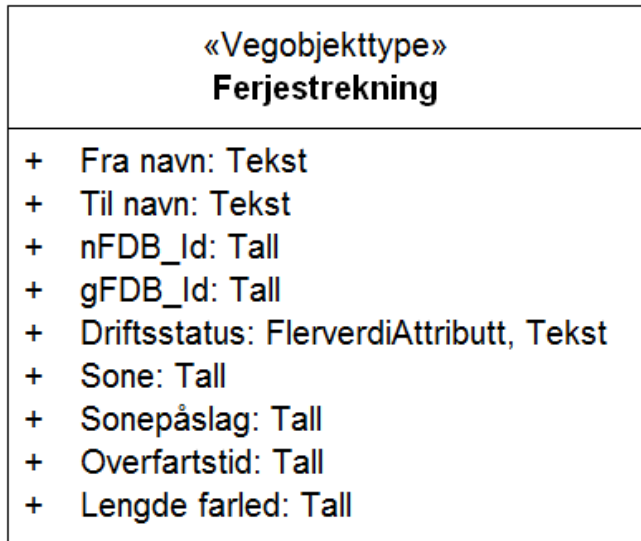 «Vegobjekttype»
Ferjestrekning
+ Fra navn: Tekst
+ Til navn: Tekst
+ nFDB_Id: Tall
+ gFDB_Id: Tall
+ Driftsstatus: FlerverdiAttributt, Tekst
+ Sone: Tall
+ Sonepåslag: Tall
+ Overfartstid: Tall
+ Lengde farled: Tall